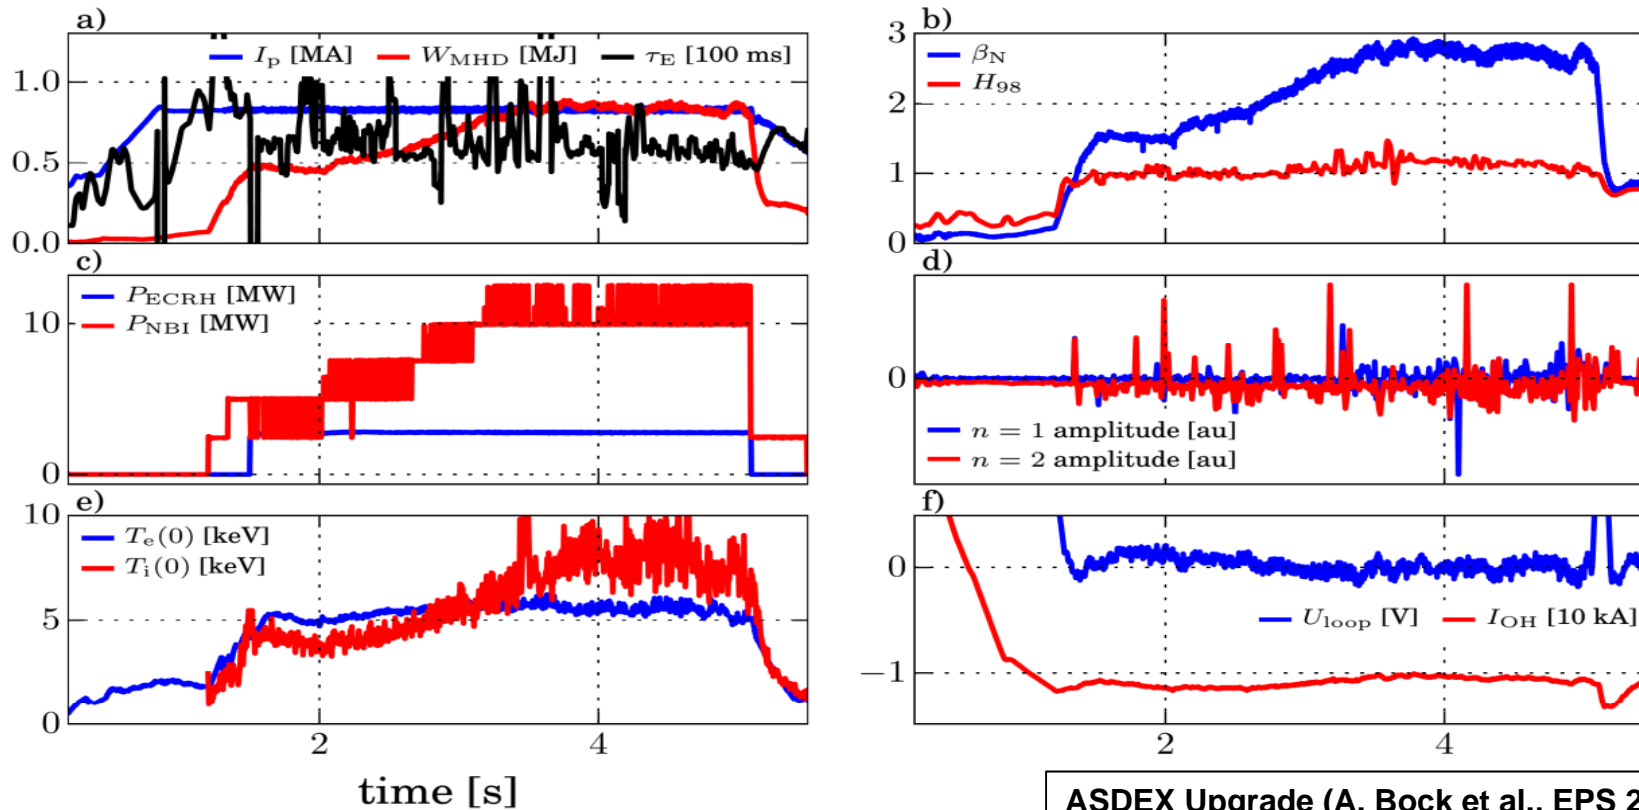 a)
I_p [MA] W_MHD [MJ] τ_E [100 ms]
1.0
0.5
0.0
b)
β_N
H_98
3
2
1
0
c)
P_ECRH [MW]
P_NBI [MW]
10
0
d)
0
n = 1 amplitude [au]
n = 2 amplitude [au]
e)
T_e(0) [keV]
T_i(0) [keV]
10
5
0
2 4
time [s]
f)
0
−1
U_loop [V] I_OH [10 kA]
2 4
ASDEX Upgrade (A. Bock et al., EPS 2